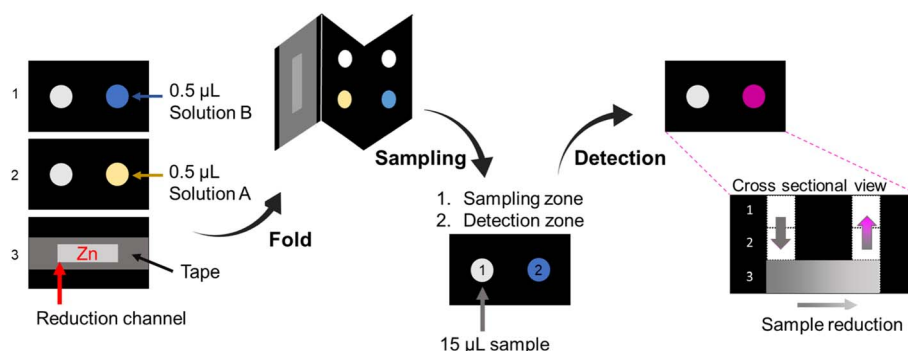 1
0.5 µL
Solution B
2
0.5 µL
Solution A
3
Zn
Tape
Reduction channel
Fold
Sampling
1. Sampling zone
2. Detection zone
1
2
15 µL sample
Detection
Cross sectional view
1
2
3
Sample reduction